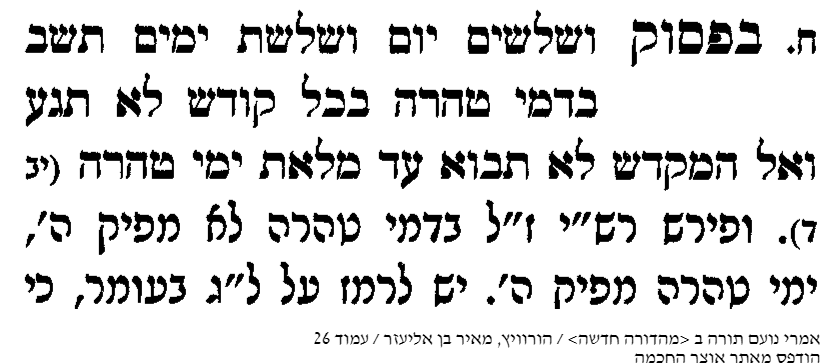 ח. בפסוק ושלשים יום ושלשת ימים תשב
בדמי טהרה בכל קודש לא תגע
ואל המקדש לא תבוא עד מלאת ימי טהרה (יב
ד). ופירש רש״י ז״ל בדמי טהרה לא מפיק ה׳,
ימי טהרה מפיק ה׳. יש לרמז על ל״ג בעומר, כי
אמרי נועם תורה ב <מהדורה חדשה> / הורוויץ, מאיר בן אליעזר / עמוד 26
הודפס מאתר אוצר החכמה